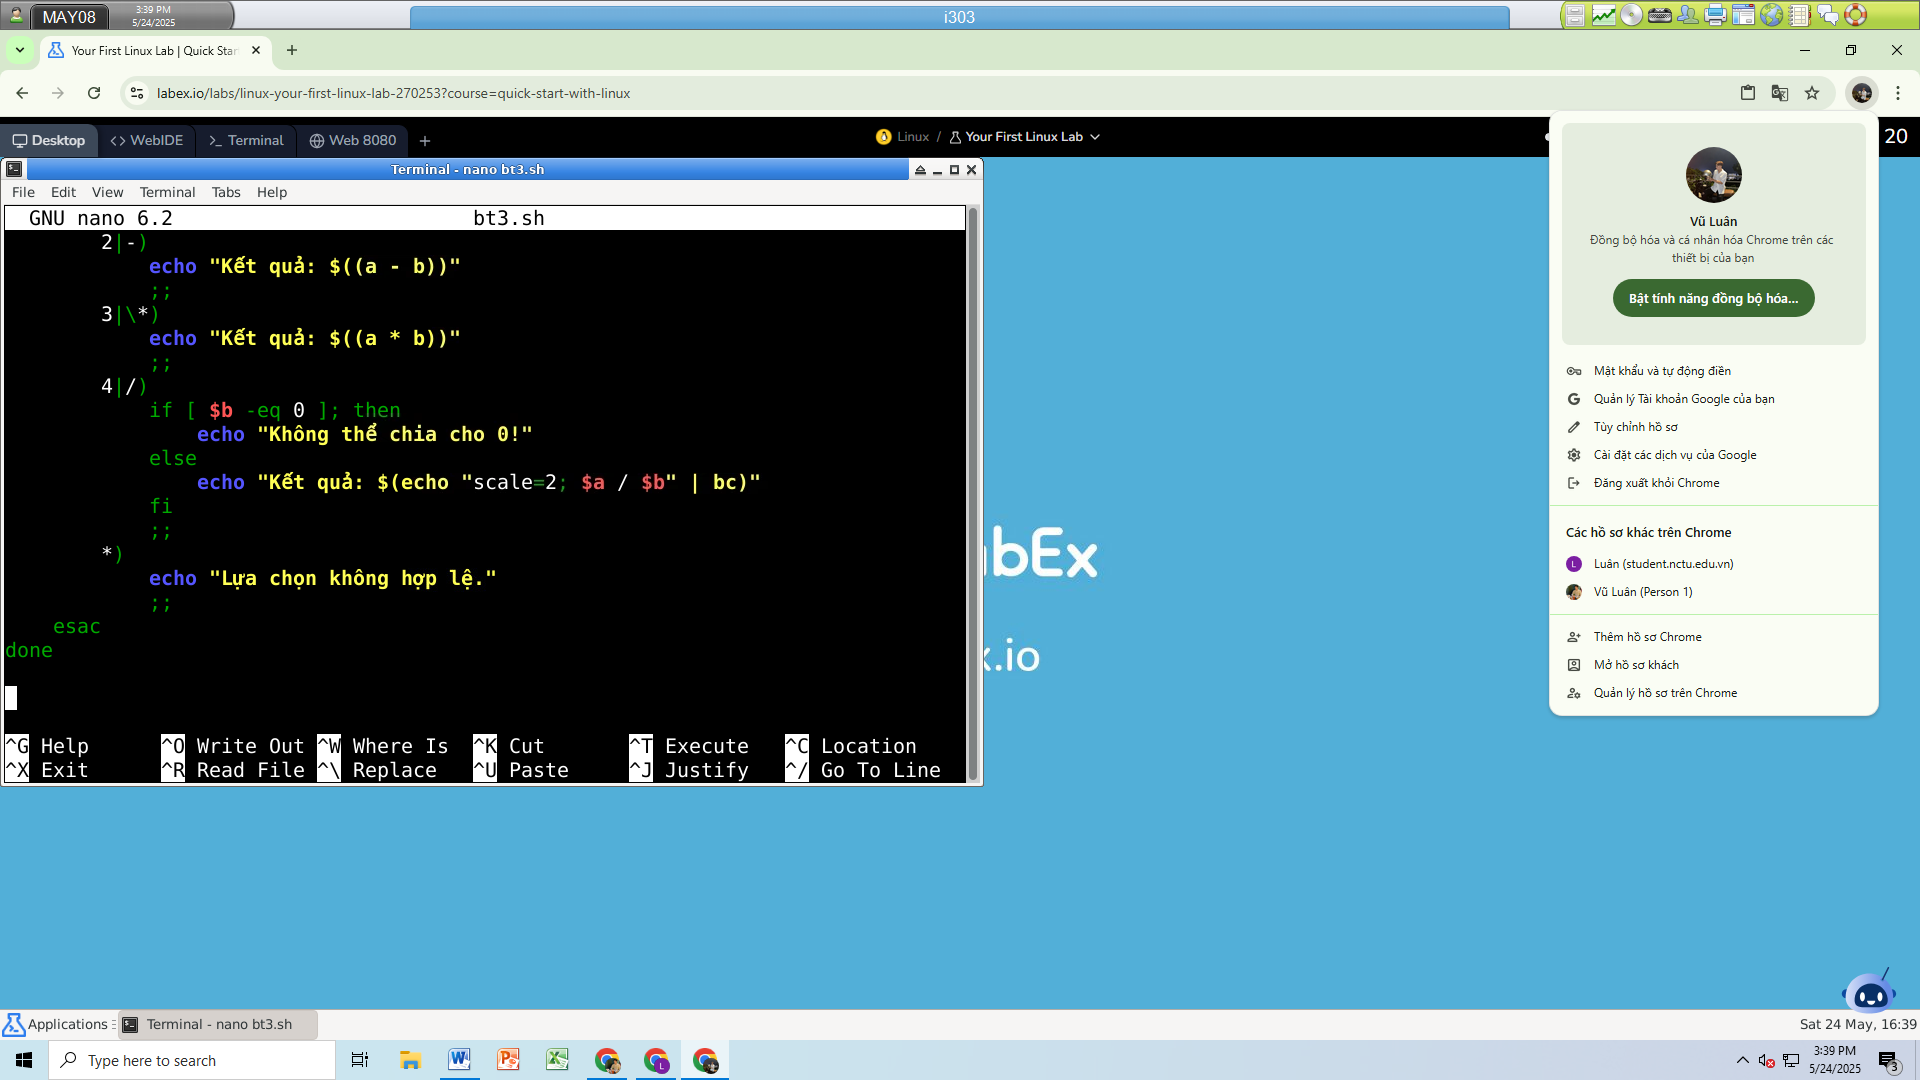 MAY08
3:39 PM
5/24/2025
i303
Your First Linux Lab | Quick Star
labex.io/labs/linux-your-first-linux-lab-270253?course=quick-start-with-linux
Desktop
WebIDE
Terminal
Web 8080
Linux / Your First Linux Lab
20
Terminal - nano bt3.sh
File Edit View Terminal Tabs Help
GNU nano 6.2 bt3.sh
2|-)
echo "Kết quả: $((a - b))"
;;
3|\*)
echo "Kết quả: $((a * b))"
;;
4|/)
if [ $b -eq 0 ]; then
echo "Không thể chia cho 0!"
else
echo "Kết quả: $(echo "scale=2; $a / $b" | bc)"
fi
;;
*)
echo "Lựa chọn không hợp lệ."
;;
esac
done
^G Help ^O Write Out ^W Where Is ^K Cut ^T Execute ^C Location
^X Exit ^R Read File ^\ Replace ^U Paste ^J Justify ^/ Go To Line
abEx
x.io
Vũ Luân
Đồng bộ hóa và cá nhân hóa Chrome trên các
thiết bị của bạn
Bật tính năng đồng bộ hóa...
Mật khẩu và tự động điền
Quản lý Tài khoản Google của bạn
Tùy chỉnh hồ sơ
Cài đặt các dịch vụ của Google
Đăng xuất khỏi Chrome
Các hồ sơ khác trên Chrome
L Luân (student.nctu.edu.vn)
Vũ Luân (Person 1)
Thêm hồ sơ Chrome
Mở hồ sơ khách
Quản lý hồ sơ trên Chrome
Applications
Terminal - nano bt3.sh
Sat 24 May, 16:39
Type here to search
3:39 PM
5/24/2025
3